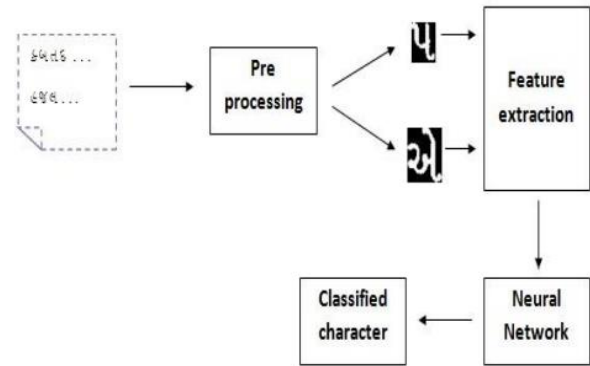 Pre
processing
પ
ઓ
Feature
extraction
Neural
Network
Classified
character